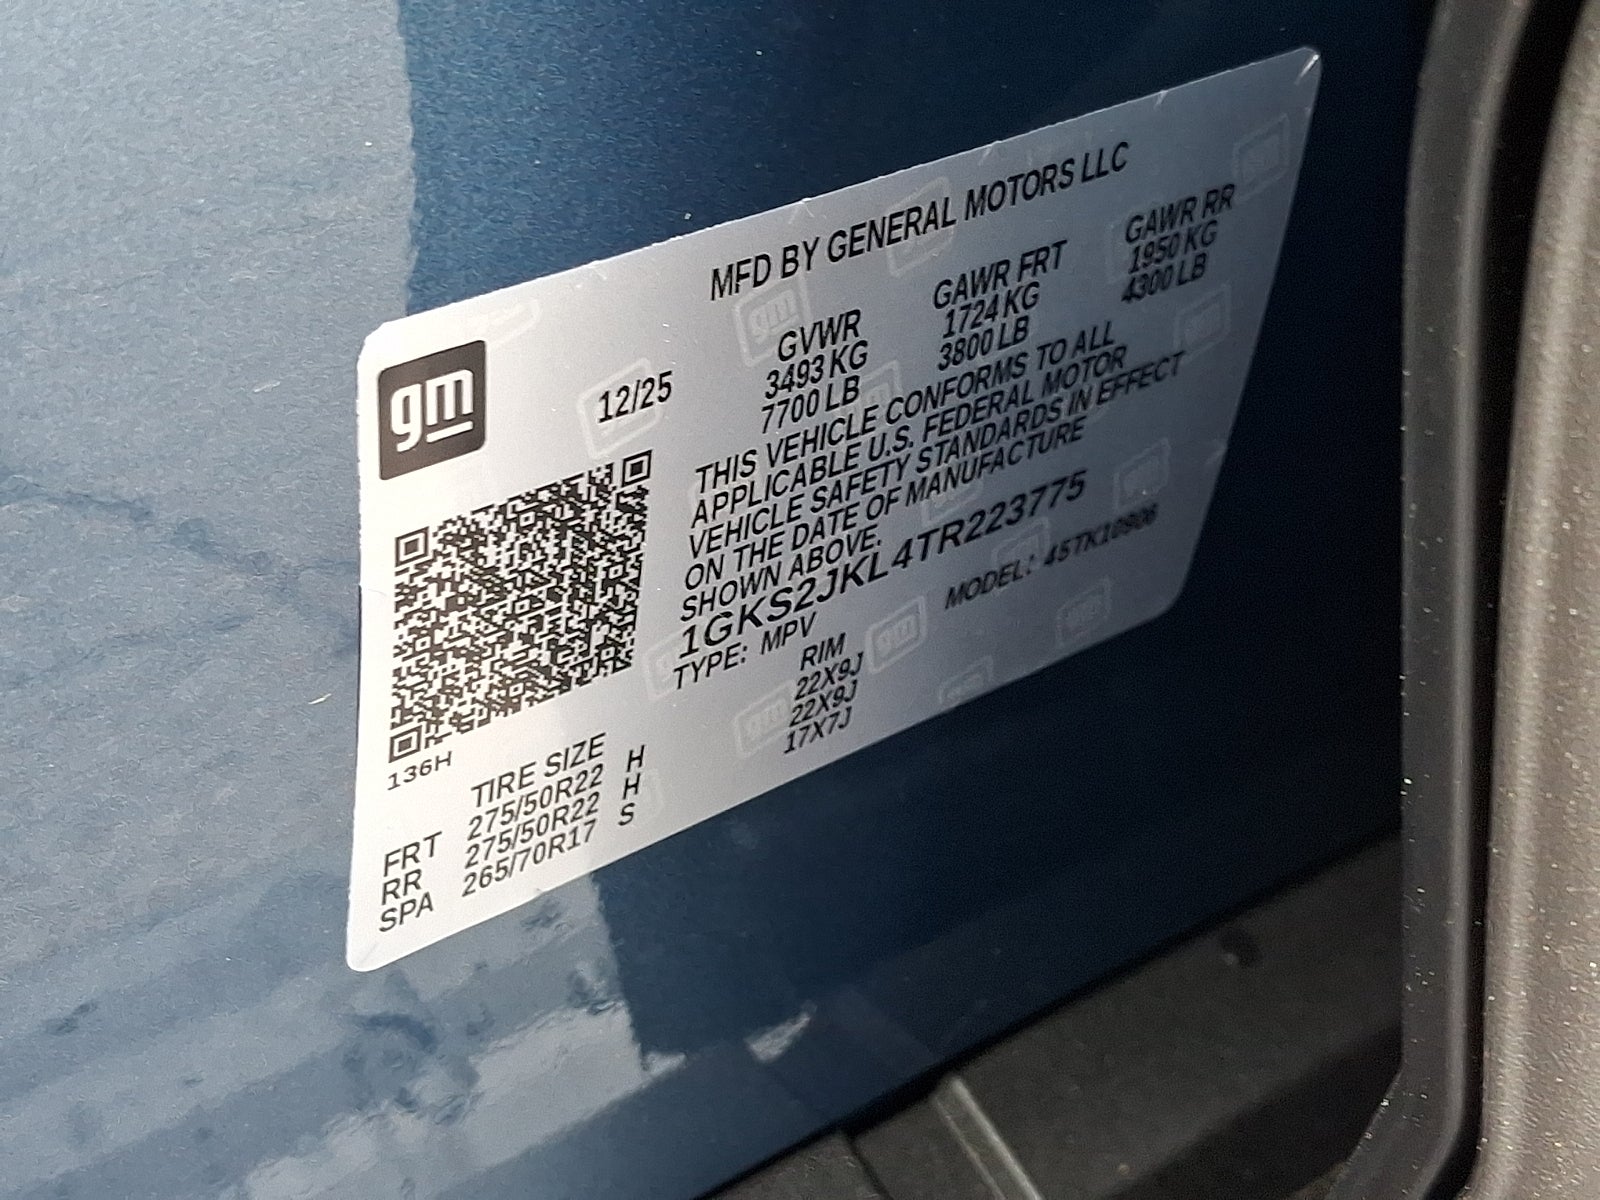 MFD BY GENERAL MOTORS LLC
gm
12/25
GVWR GAWR FRT GAWR RR
3493 KG 1724 KG 1950 KG
7700 LB 3800 LB 4300 LB
THIS VEHICLE CONFORMS TO ALL
APPLICABLE U.S. FEDERAL MOTOR
VEHICLE SAFETY STANDARDS IN EFFECT
ON THE DATE OF MANUFACTURE
SHOWN ABOVE.
1GKS2JKL4TR223775
TYPE: MPV MODEL: 45TK10906
136H
TIRE SIZE RIM
FRT 275/50R22 H 22X9J
RR 275/50R22 H 22X9J
SPA 265/70R17 S 17X7J